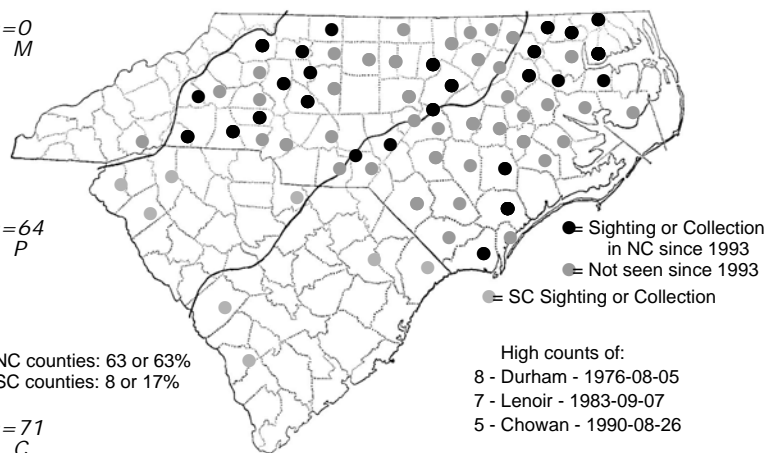 =0
M
=64
P
● = Sighting or Collection
in NC since 1993
● = Not seen since 1993
● = SC Sighting or Collection
NC counties: 63 or 63%
SC counties: 8 or 17%
High counts of:
8 - Durham - 1976-08-05
7 - Lenoir - 1983-09-07
5 - Chowan - 1990-08-26
=71
C